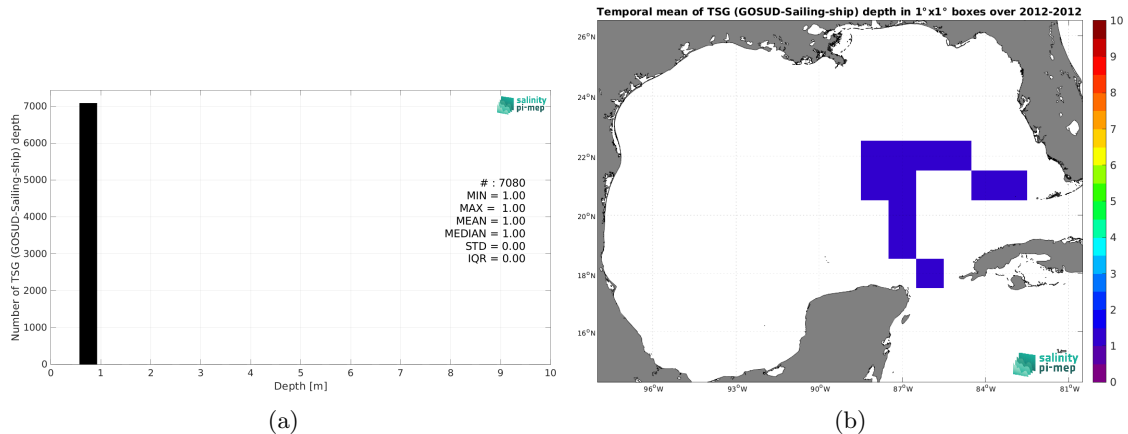 Number of TSG (GOSUD-Sailing-ship) depth
7000
6000
5000
4000
3000
2000
1000
0
0 1 2 3 4 5 6 7 8 9 10
Depth [m]
salinity
pi-mep
# : 7080
MIN = 1.00
MAX = 1.00
MEAN = 1.00
MEDIAN = 1.00
STD = 0.00
IQR = 0.00
(a)
Temporal mean of TSG (GOSUD-Sailing-ship) depth in 1°x1° boxes over 2012-2012
26°N
24°N
22°N
20°N
18°N
16°N
96°W 93°W 90°W 87°W 84°W 81°W
salinity
pi-mep
10
9
8
7
6
5
4
3
2
1
0
(b)